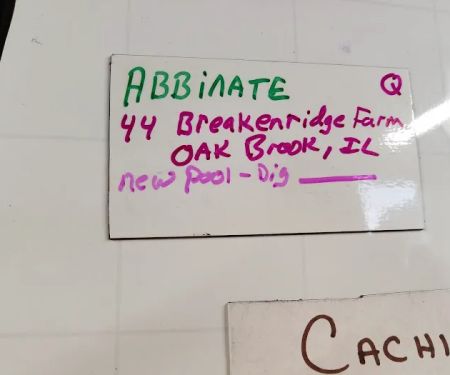 ABBINATE Q
44 Breakenridge Farm
OAK Brook, IL
new pool - Dig
CACHI